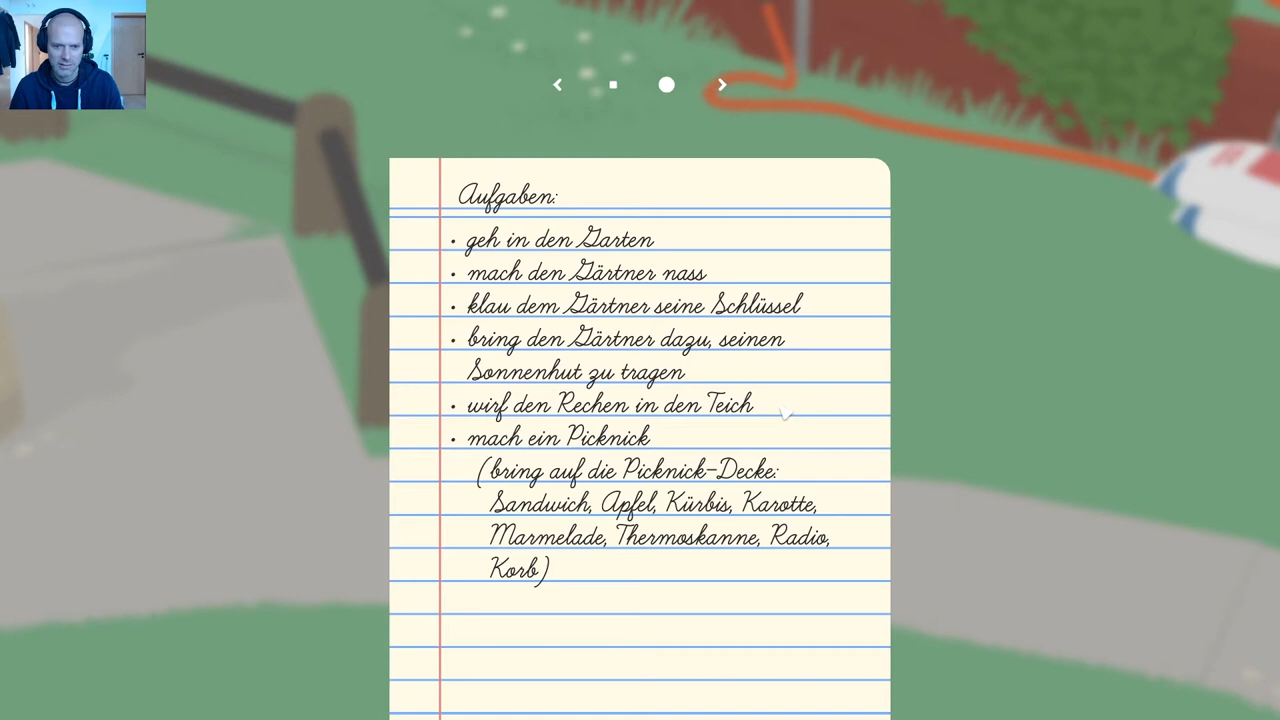 Aufgaben:
• geh in den Garten
• mach den Gärtner nass
• klau dem Gärtner seine Schlüssel
• bring den Gärtner dazu, seinen
Sonnenhut zu tragen
• wirf den Rechen in den Teich
• mach ein Picknick
(bring auf die Picknick-Decke:
Sandwich, Apfel, Kürbis, Karotte,
Marmelade, Thermoskanne, Radio,
Korb)